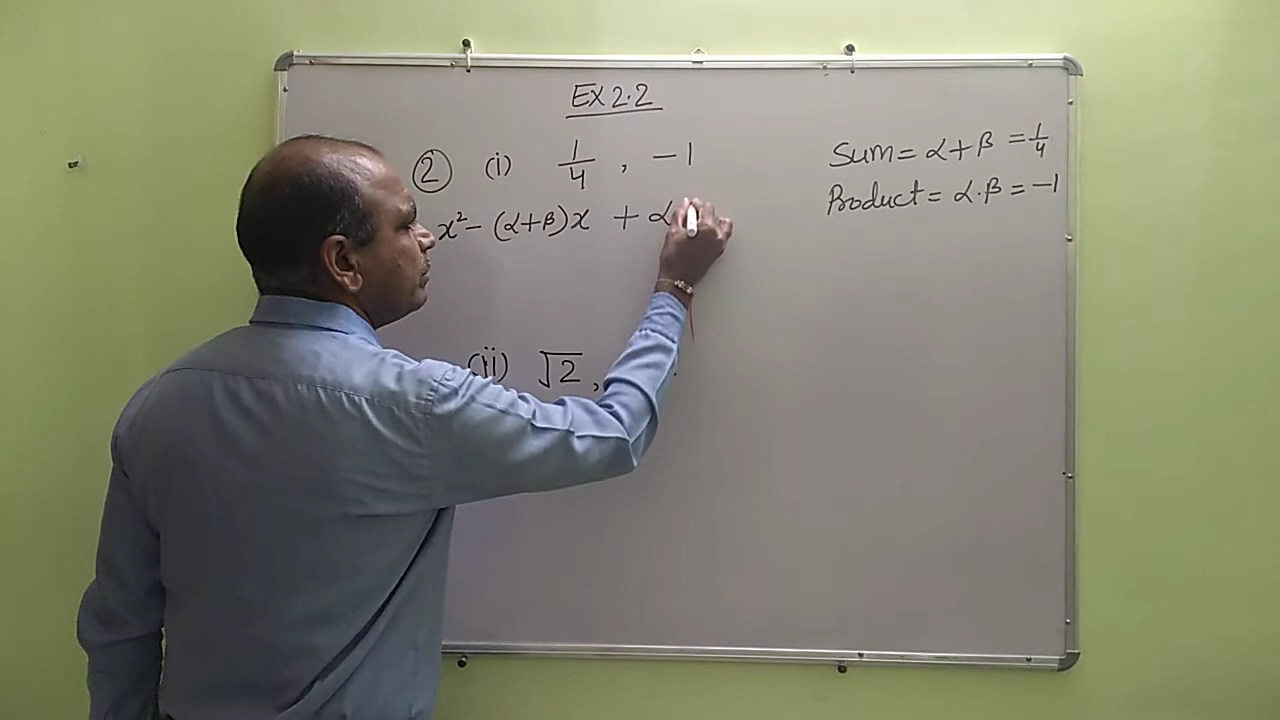 EX 2.2
② (i) 1/4 , −1
x² − (α+β)x + α
(ii) √2 ,
Sum = α+β = 1/4
Product = α.β = −1